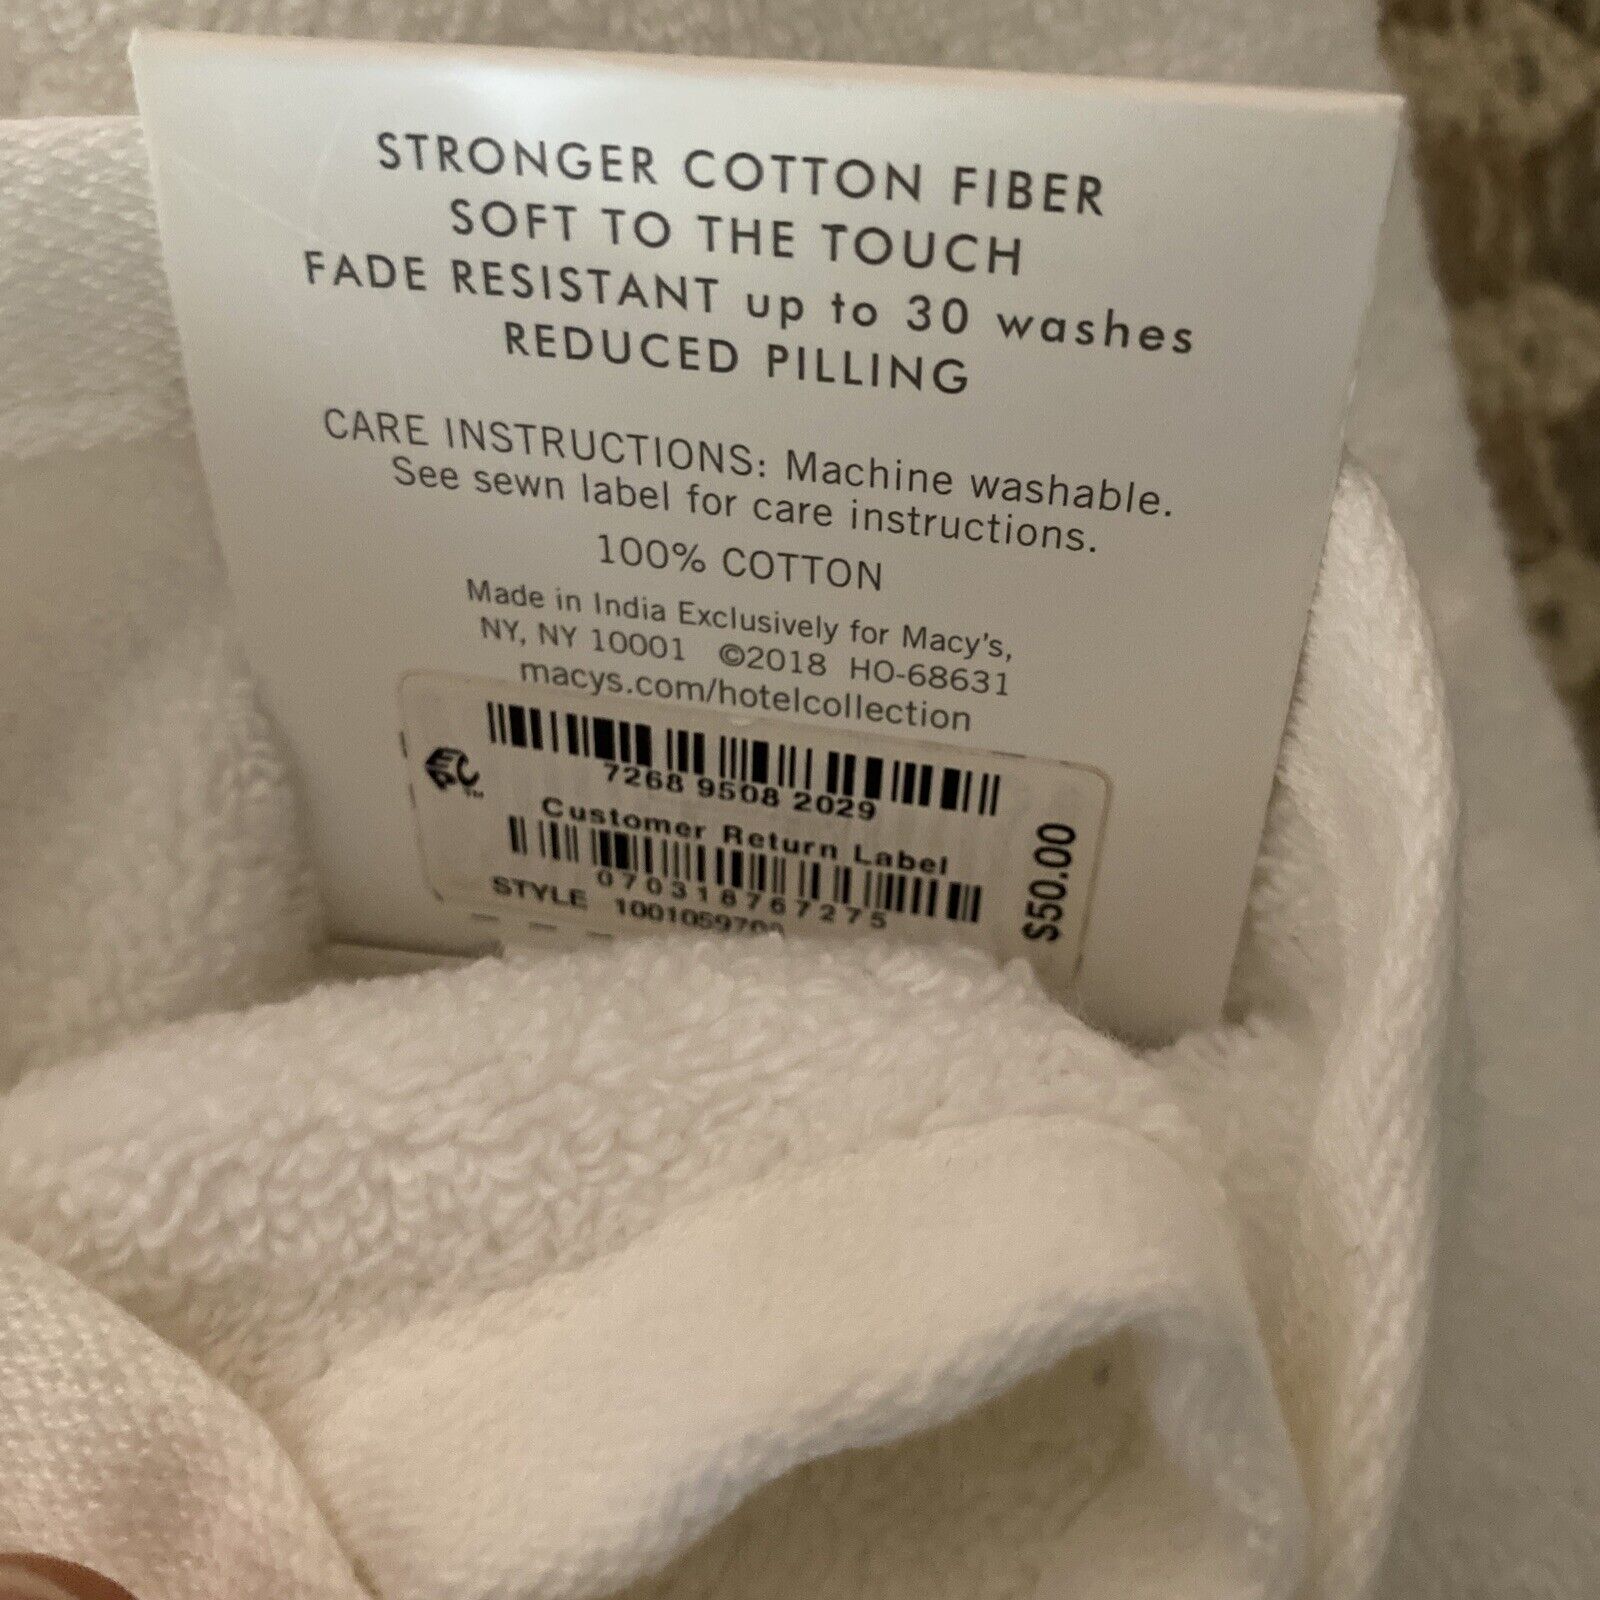 STRONGER COTTON FIBER
SOFT TO THE TOUCH
FADE RESISTANT up to 30 washes
REDUCED PILLING
CARE INSTRUCTIONS: Machine washable.
See sewn label for care instructions.
100% COTTON
Made in India Exclusively for Macy's,
NY, NY 10001 ©2018 HO-68631
macys.com/hotelcollection
7268 9508 2029
Customer Return Label
070318767275
STYLE
$50.00